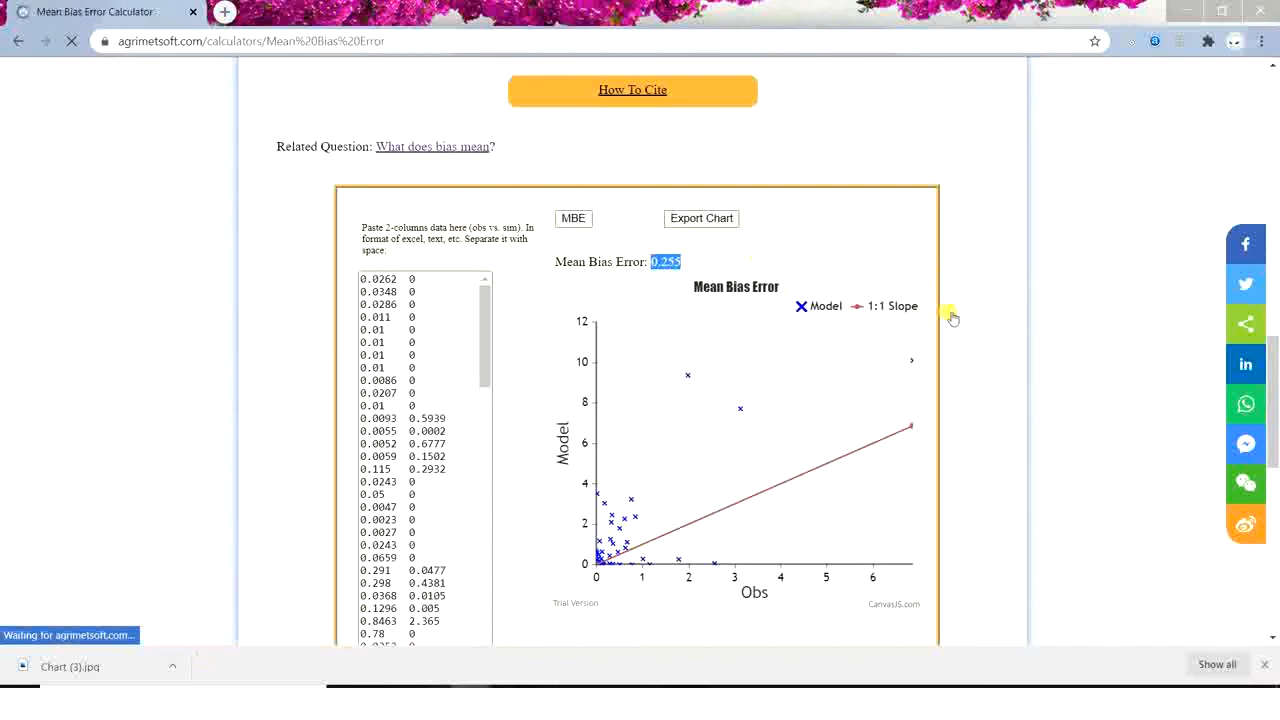 Mean Bias Error Calculator
agrimetsoft.com/calculators/Mean%20Bias%20Error
How To Cite
Related Question: What does bias mean?
Paste 2-columns data here (obs vs. sim). In
format of excel, text, etc. Separate it with
space:
MBE
Export Chart
Mean Bias Error: 0.255
Mean Bias Error
Model
1:1 Slope
0.0262 0
0.0348 0
0.0286 0
0.011 0
0.01 0
0.01 0
0.01 0
0.01 0
0.0086 0
0.0207 0
0.01 0
0.0093 0.5939
0.0055 0.0002
0.0052 0.6777
0.0059 0.1502
0.115 0.2932
0.0243 0
0.05 0
0.0047 0
0.0023 0
0.0027 0
0.0243 0
0.0659 0
0.291 0.0477
0.298 0.4381
0.0368 0.0105
0.1296 0.005
0.8463 2.365
0.78 0
12
10
8
6
4
2
0
Model
0 1 2 3 4 5 6
Obs
Trial Version
CanvasJS.com
Waiting for agrimetsoft.com...
Chart (3).jpg
Show all